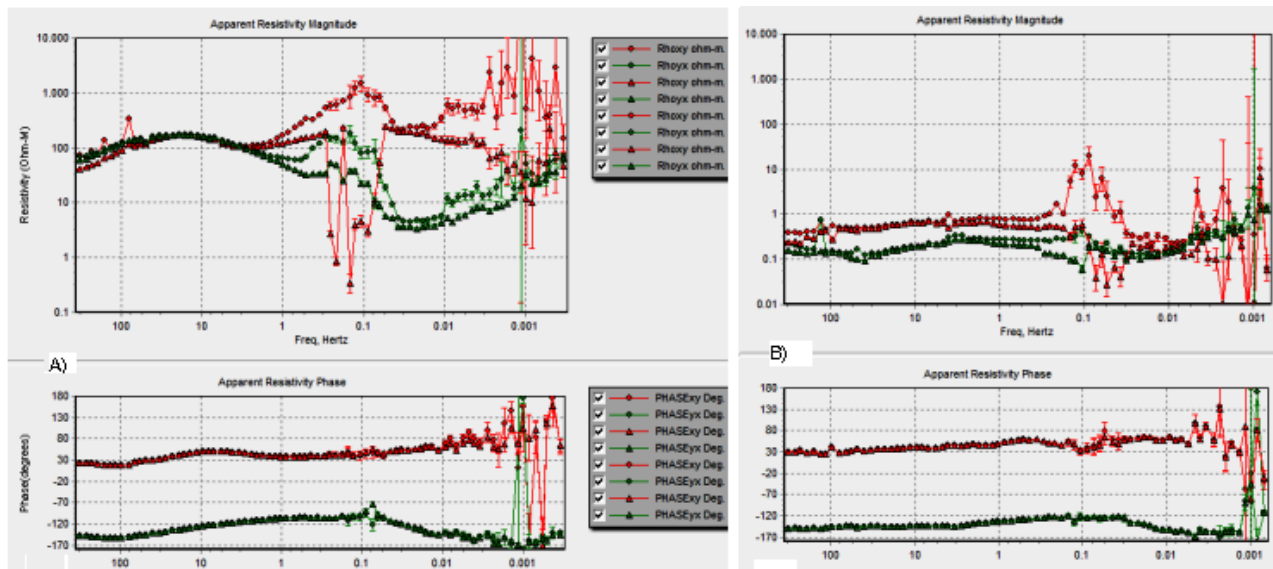 Apparent Resistivity Magnitude
10.000
1.000
100
10
1
0.1
Resistivity (Ohm-M)
100 10 1 0.1 0.01 0.001
Freq, Hertz
Rhoxy ohm-m.
Rhoyx ohm-m.
Rhoxy ohm-m.
Rhoyx ohm-m.
Rhoxy ohm-m.
Rhoyx ohm-m.
Rhoxy ohm-m.
Rhoyx ohm-m.
A)
Apparent Resistivity Phase
180
130
80
30
-20
-70
-120
-170
Phase(degrees)
100 10 1 0.1 0.01 0.001
PHASExy Deg.
PHASEyx Deg.
PHASExy Deg.
PHASEyx Deg.
PHASExy Deg.
PHASEyx Deg.
PHASExy Deg.
PHASEyx Deg.
Apparent Resistivity Magnitude
10.000
1.000
100
10
1
0.1
0.01
100 10 1 0.1 0.01 0.001
Freq, Hertz
B)
Apparent Resistivity Phase
180
130
80
30
-20
-70
-120
-170
100 10 1 0.1 0.01 0.001